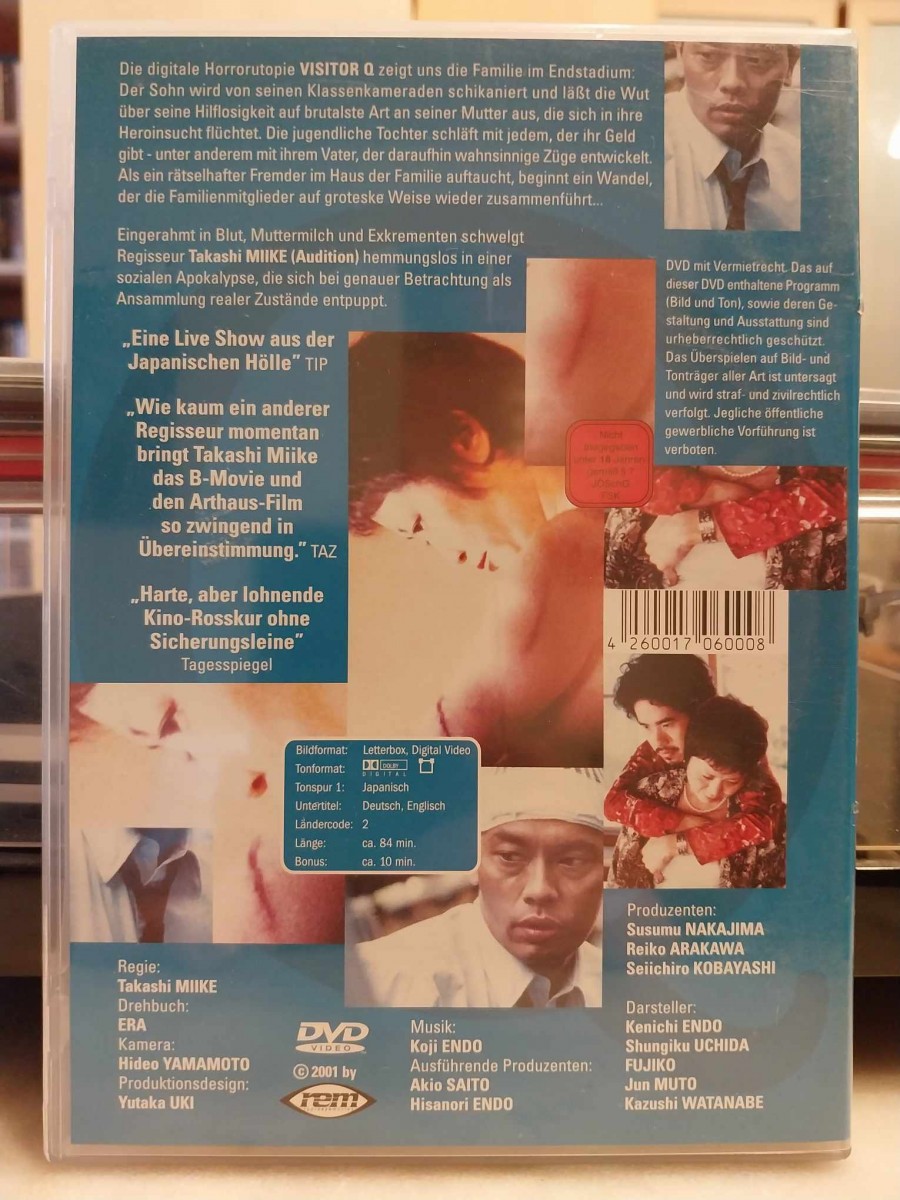 Die digitale Horrorutopie VISITOR Q zeigt uns die Familie im Endstadium:
Der Sohn wird von seinen Klassenkameraden schikaniert und läßt die Wut
über seine Hilflosigkeit auf brutalste Art an seiner Mutter aus, die sich in ihre
Heroinsucht flüchtet. Die jugendliche Tochter schläft mit jedem, der ihr Geld
gibt - unter anderem mit ihrem Vater, der daraufhin wahnsinnige Züge entwickelt.
Als ein rätselhafter Fremder im Haus der Familie auftaucht, beginnt ein Wandel,
der die Familienmitglieder auf groteske Weise wieder zusammenführt...
Eingerahmt in Blut, Muttermilch und Exkrementen schwelgt
Regisseur Takashi MIIKE (Audition) hemmungslos in einer
sozialen Apokalypse, die sich bei genauer Betrachtung als
Ansammlung realer Zustände entpuppt.
„Eine Live Show aus der
Japanischen Hölle” TIP
„Wie kaum ein anderer
Regisseur momentan
bringt Takashi Miike
das B-Movie und
den Arthaus-Film
so zwingend in
Übereinstimmung.” TAZ
„Harte, aber lohnende
Kino-Rosskur ohne
Sicherungsleine”
Tagesspiegel
DVD mit Vermietrecht. Das auf
dieser DVD enthaltene Programm
(Bild und Ton), sowie deren Ge-
staltung und Ausstattung sind
urheberrechtlich geschützt.
Das Überspielen auf Bild- und
Tonträger aller Art ist untersagt
und wird straf- und zivilrechtlich
verfolgt. Jegliche öffentliche
gewerbliche Vorführung ist
verboten.
Nicht
freigegeben
unter 18 Jahren
gemäß § 7
JÖSchG
FSK
4 260017 060008
Bildformat: Letterbox, Digital Video
Tonformat: DOLBY
DIGITAL
Tonspur 1: Japanisch
Untertitel: Deutsch, Englisch
Ländercode: 2
Länge: ca. 84 min.
Bonus: ca. 10 min.
Regie:
Takashi MIIKE
Drehbuch:
ERA
Kamera:
Hideo YAMAMOTO
Produktionsdesign:
Yutaka UKI
DVD
VIDEO
© 2001 by
rem
Musik:
Koji ENDO
Ausführende Produzenten:
Akio SAITO
Hisanori ENDO
Produzenten:
Susumu NAKAJIMA
Reiko ARAKAWA
Seiichiro KOBAYASHI
Darsteller:
Kenichi ENDO
Shungiku UCHIDA
FUJIKO
Jun MUTO
Kazushi WATANABE